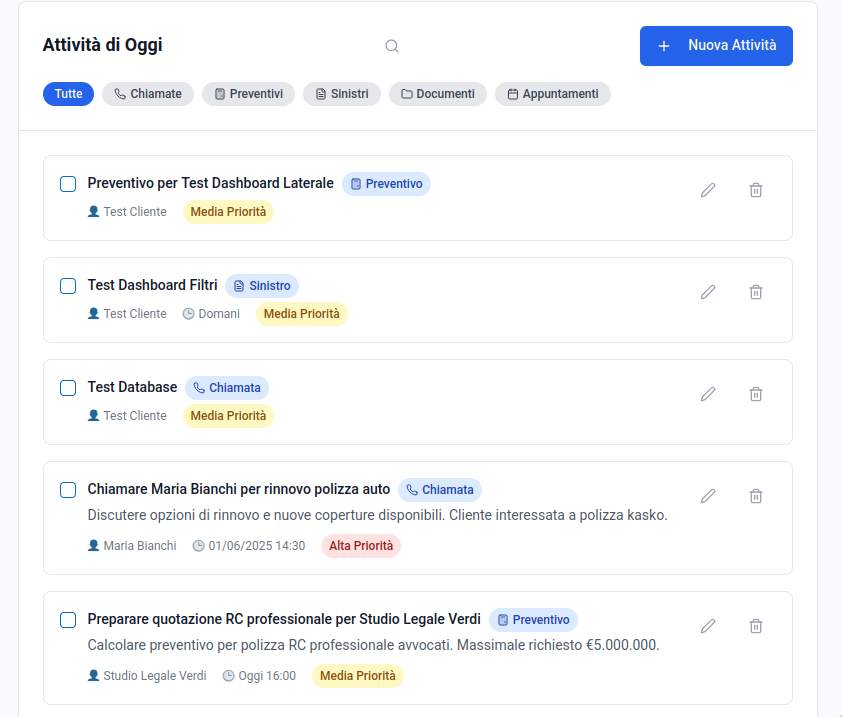 Attività di Oggi
+ Nuova Attività
Tutte Chiamate Preventivi Sinistri Documenti Appuntamenti
Preventivo per Test Dashboard Laterale Preventivo
Test Cliente Media Priorità
Test Dashboard Filtri Sinistro
Test Cliente Domani Media Priorità
Test Database Chiamata
Test Cliente Media Priorità
Chiamare Maria Bianchi per rinnovo polizza auto Chiamata
Discutere opzioni di rinnovo e nuove coperture disponibili. Cliente interessata a polizza kasko.
Maria Bianchi 01/06/2025 14:30 Alta Priorità
Preparare quotazione RC professionale per Studio Legale Verdi Preventivo
Calcolare preventivo per polizza RC professionale avvocati. Massimale richiesto €5.000.000.
Studio Legale Verdi Oggi 16:00 Media Priorità